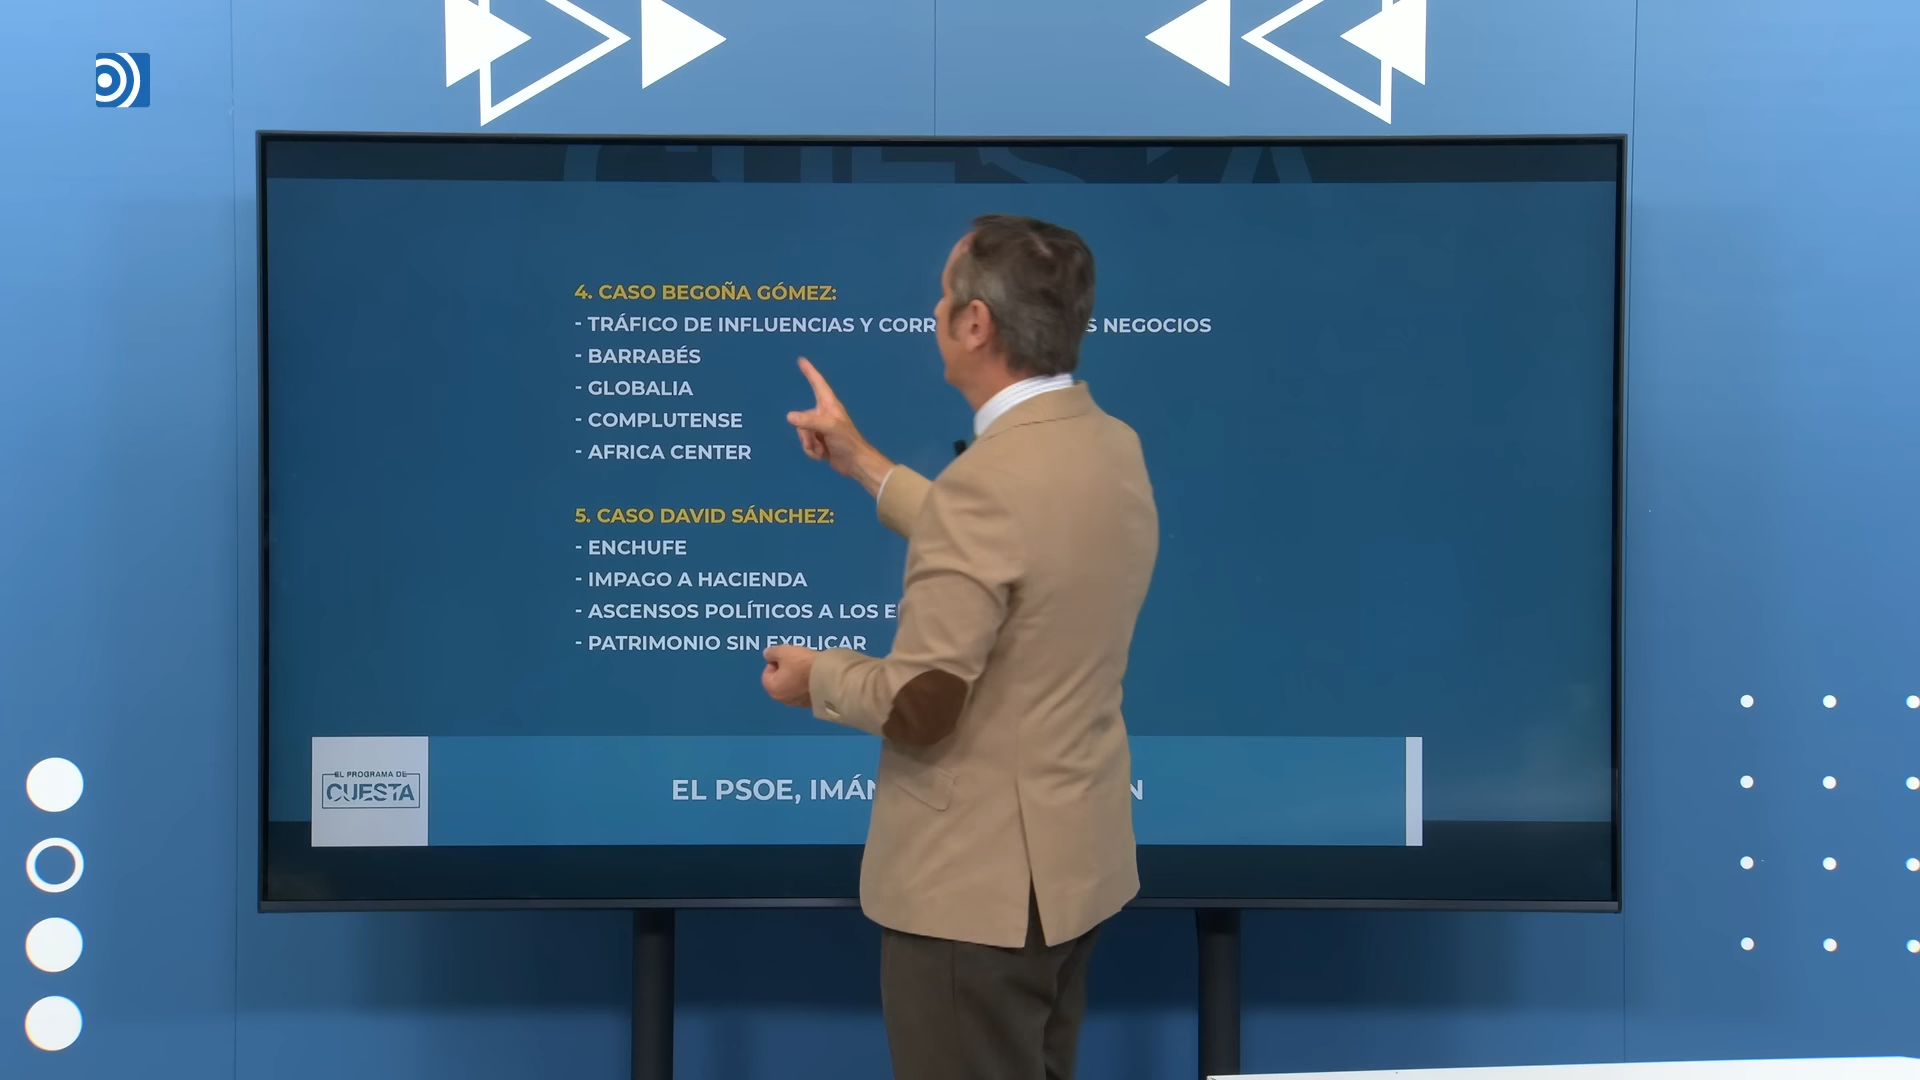 4. CASO BEGOÑA GÓMEZ:
- TRÁFICO DE INFLUENCIAS Y NEGOCIOS
- BARRABÉS
- GLOBALIA
- COMPLUTENSE
- AFRICA CENTER
5. CASO DAVID SÁNCHEZ:
- ENCHUFE
- IMPAGO A HACIENDA
- ASCENSOS POLÍTICOS A LOS
- PATRIMONIO SIN EXPLICAR
EL PROGRAMA DE
CUESTA
EL PSOE,